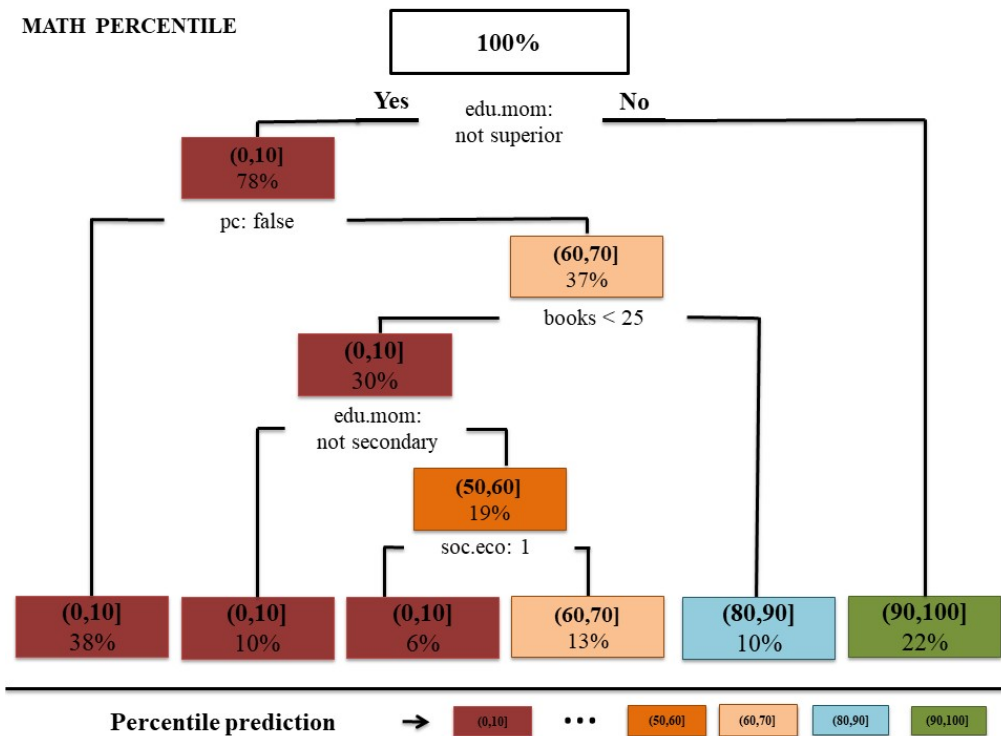 MATH PERCENTILE
100%
Yes
No
edu.mom:
not superior
(0,10]
78%
pc: false
(60,70]
37%
books < 25
(0,10]
30%
edu.mom:
not secondary
(50,60]
19%
soc.eco: 1
(0,10]
38%
(0,10]
10%
(0,10]
6%
(60,70]
13%
(80,90]
10%
(90,100]
22%
Percentile prediction → (0,10] ••• (50,60] (60,70] (80,90] (90,100]